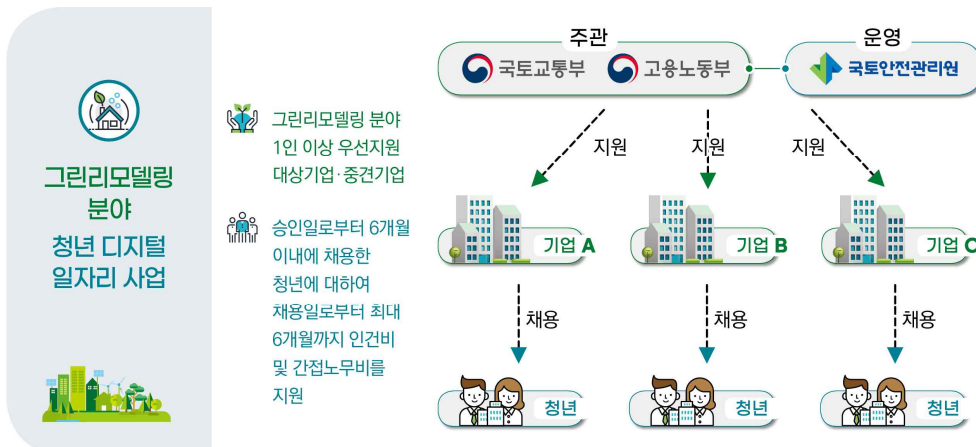 그린리모델링
분야
청년 디지털
일자리 사업
그린리모델링 분야
1인 이상 우선지원
대상기업·중견기업
승인일로부터 6개월
이내에 채용한
청년에 대하여
채용일로부터 최대
6개월까지 인건비
및 간접노무비를
지원
주관
국토교통부 고용노동부
운영
국토안전관리원
지원 지원 지원
기업 A 기업 B 기업 C
채용 채용 채용
청년 청년 청년